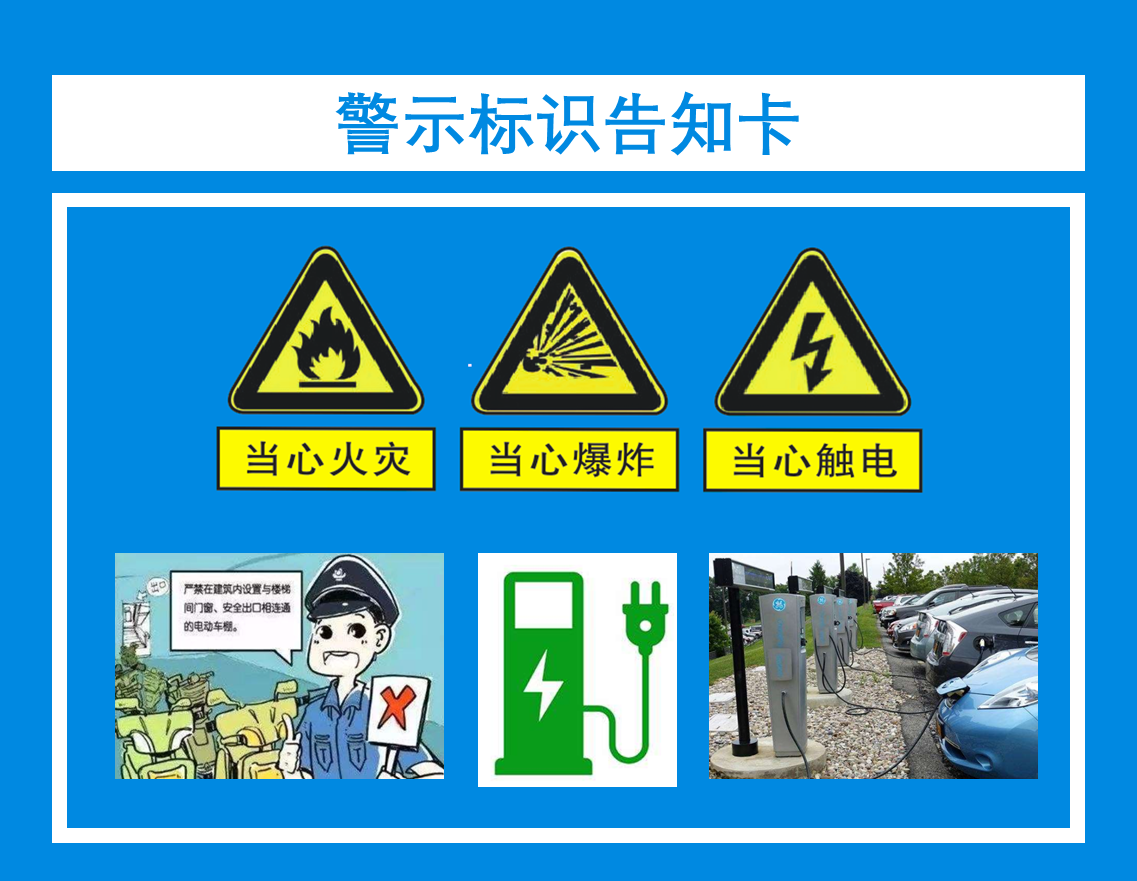 警示标识告知卡
当心火灾
当心爆炸
当心触电
严禁在建筑内设置与楼梯
间门窗、安全出口相连通
的电动车棚。
出口